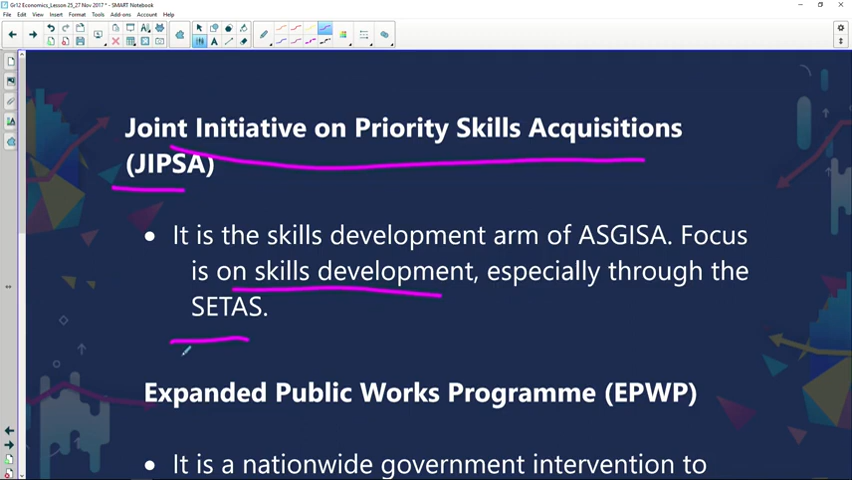 Gr12 Economics_Lesson 25_27 Nov 2017 * - SMART Notebook
File Edit View Insert Format Tools Add-ons Account Help
Joint Initiative on Priority Skills Acquisitions
(JIPSA)
• It is the skills development arm of ASGISA. Focus
is on skills development, especially through the
SETAS.
Expanded Public Works Programme (EPWP)
• It is a nationwide government intervention to